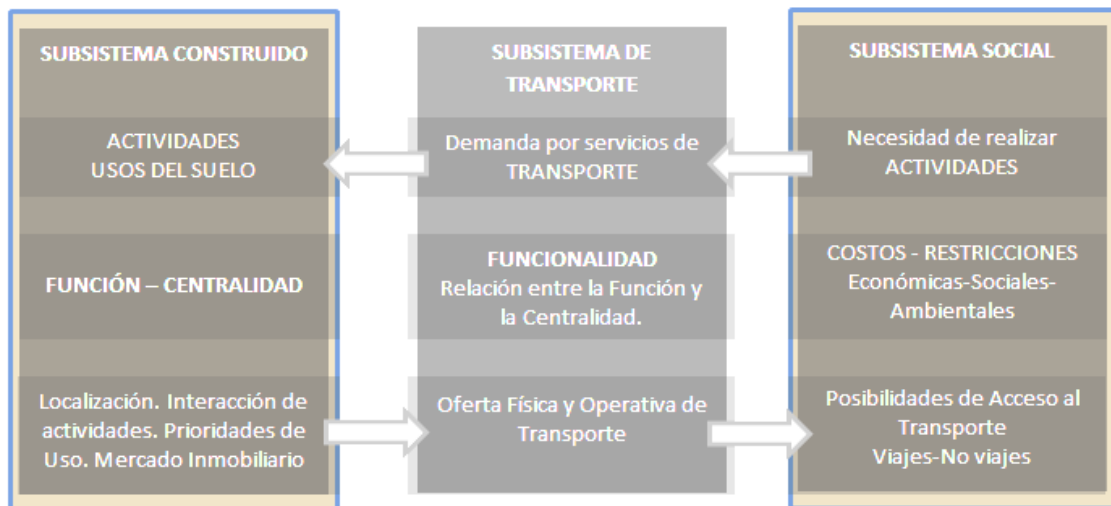 SUBSISTEMA CONSTRUIDO
ACTIVIDADES
USOS DEL SUELO
FUNCIÓN – CENTRALIDAD
Localización. Interacción de
actividades. Prioridades de
Uso. Mercado Inmobiliario
SUBSISTEMA DE
TRANSPORTE
Demanda por servicios de
TRANSPORTE
FUNCIONALIDAD
Relación entre la Función y
la Centralidad.
Oferta Física y Operativa de
Transporte
SUBSISTEMA SOCIAL
Necesidad de realizar
ACTIVIDADES
COSTOS - RESTRICCIONES
Económicas-Sociales-
Ambientales
Posibilidades de Acceso al
Transporte
Viajes-No viajes